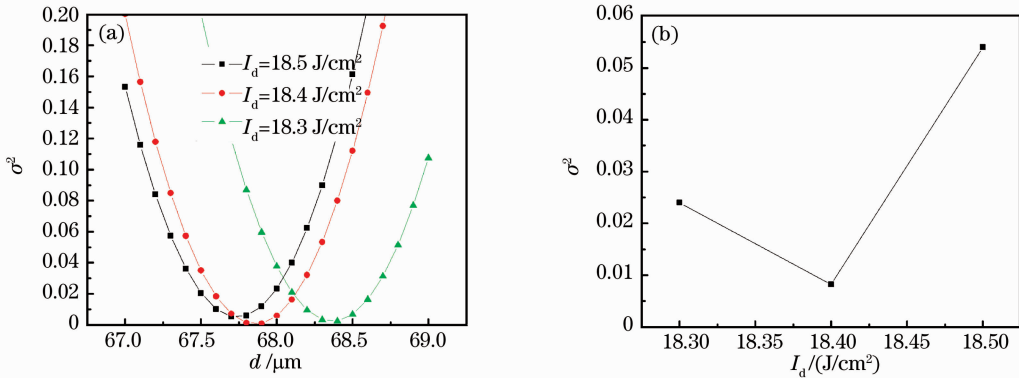 (a)
I_d=18.5 J/cm²
I_d=18.4 J/cm²
I_d=18.3 J/cm²
0.20
0.18
0.16
0.14
0.12
0.10
0.08
0.06
0.04
0.02
0
σ²
67.0 67.5 68.0 68.5 69.0
d /μm
(b)
0.06
0.05
0.04
0.03
0.02
0.01
0
σ²
18.30 18.35 18.40 18.45 18.50
I_d/(J/cm²)